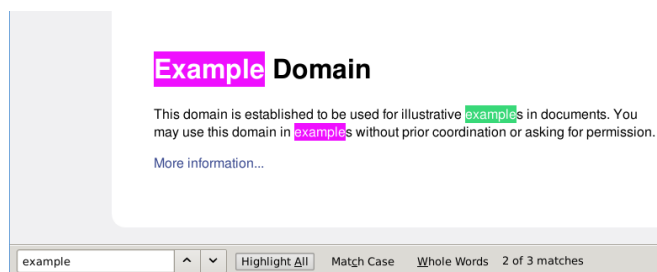 Example Domain
This domain is established to be used for illustrative examples in documents. You
may use this domain in examples without prior coordination or asking for permission.
More information...
example Highlight All Match Case Whole Words 2 of 3 matches